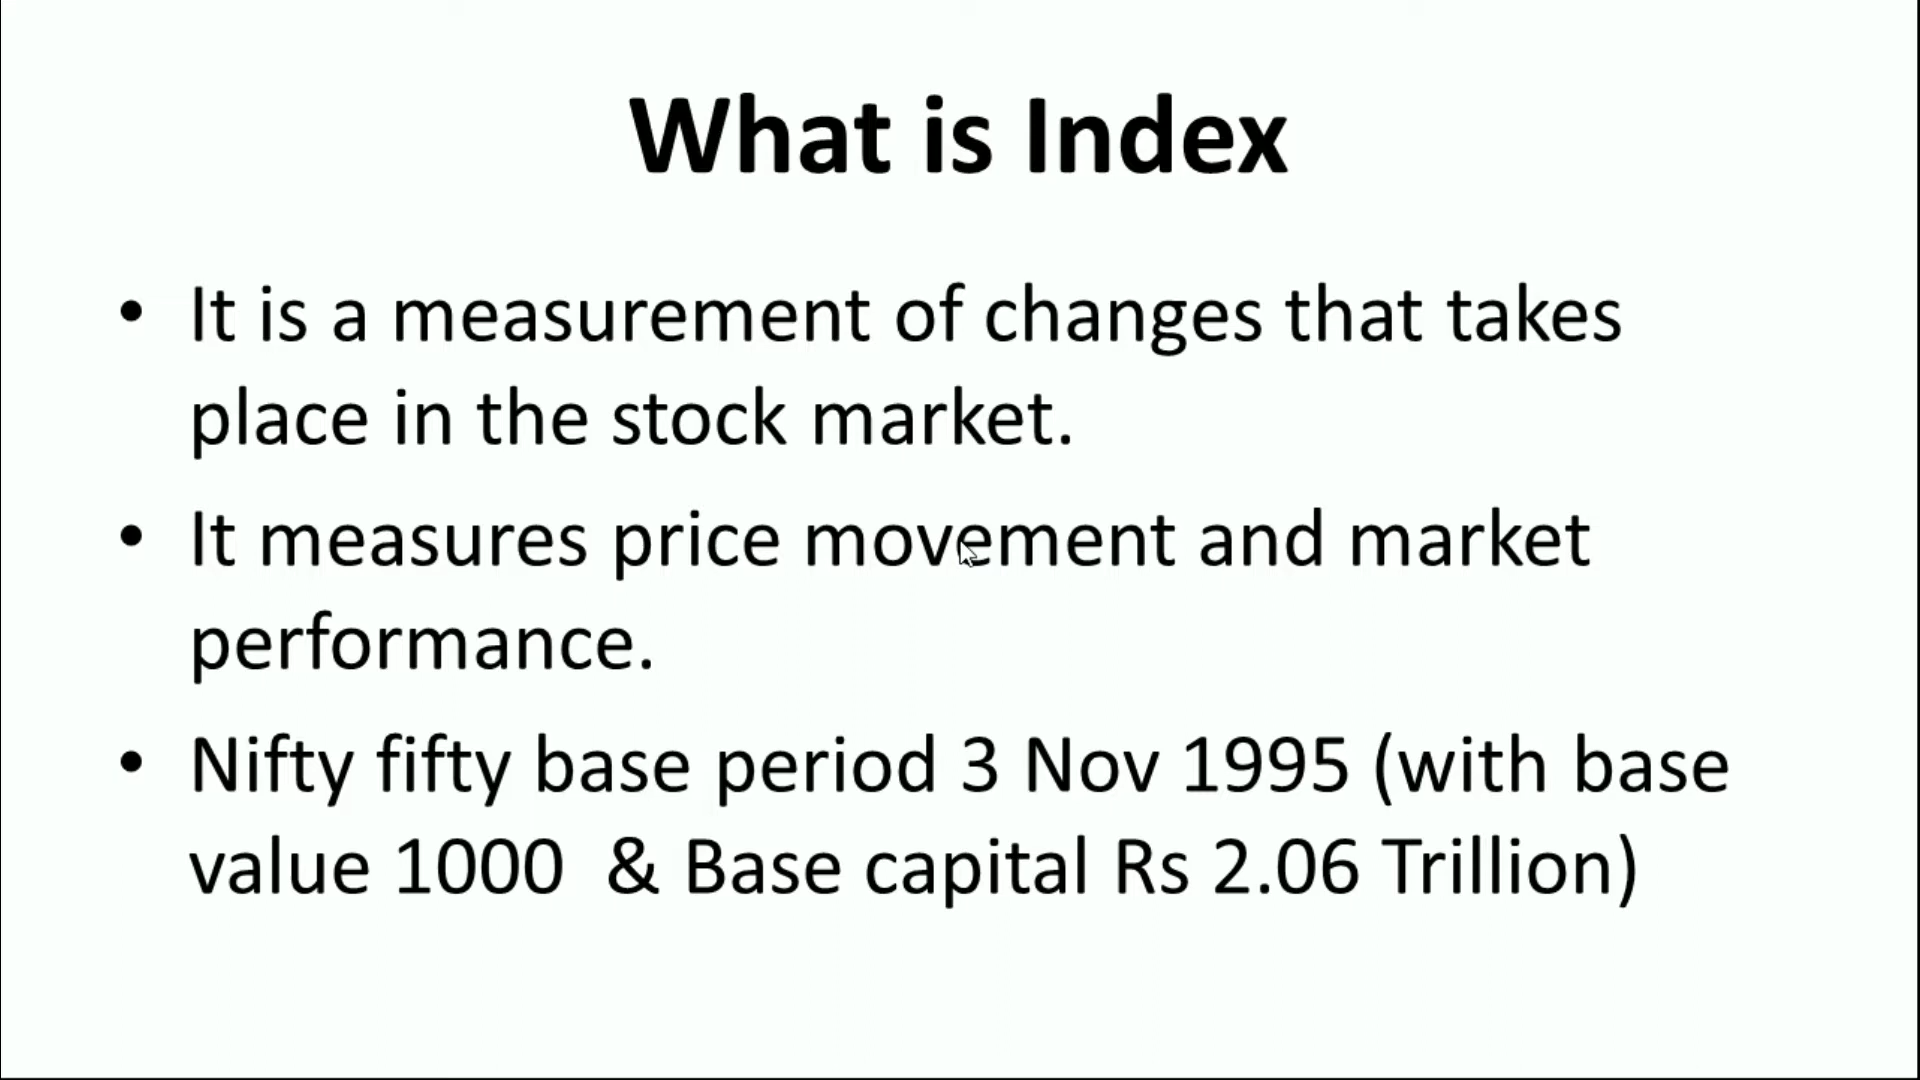 What is Index
• It is a measurement of changes that takes
place in the stock market.
• It measures price movement and market
performance.
• Nifty fifty base period 3 Nov 1995 (with base
value 1000  & Base capital Rs 2.06 Trillion)